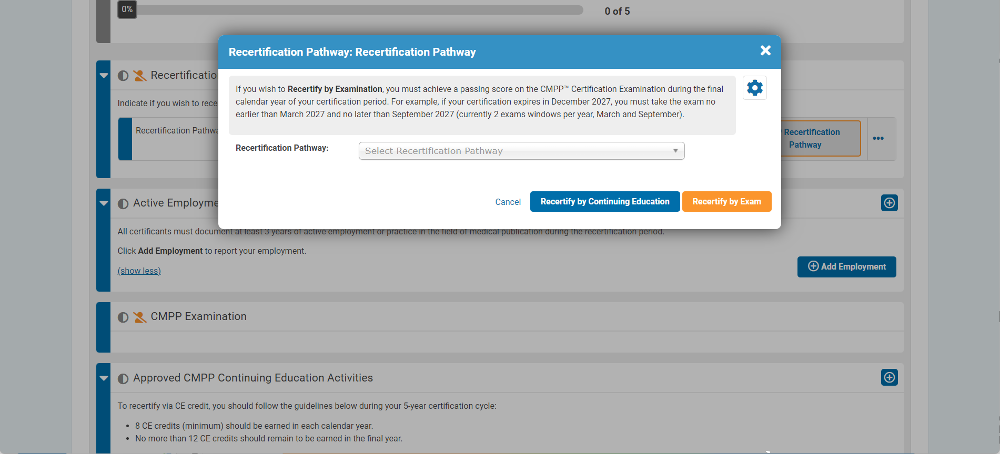 0%
0 of 5
Recertification Pathway: Recertification Pathway
Recertification
If you wish to Recertify by Examination, you must achieve a passing score on the CMPP™ Certification Examination during the final
calendar year of your certification period. For example, if your certification expires in December 2027, you must take the exam no
earlier than March 2027 and no later than September 2027 (currently 2 exams windows per year, March and September).
Indicate if you wish to rece
Recertification Pathwa
Recertification
Pathway
Recertification Pathway:
Select Recertification Pathway
Cancel
Recertify by Continuing Education
Recertify by Exam
Active Employme
All certificants must document at least 3 years of active employment or practice in the field of medical publication during the recertification period.
Click Add Employment to report your employment.
(show less)
Add Employment
CMPP Examination
Approved CMPP Continuing Education Activities
To recertify via CE credit, you should follow the guidelines below during your 5-year certification cycle:
• 8 CE credits (minimum) should be earned in each calendar year.
• No more than 12 CE credits should remain to be earned in the final year.